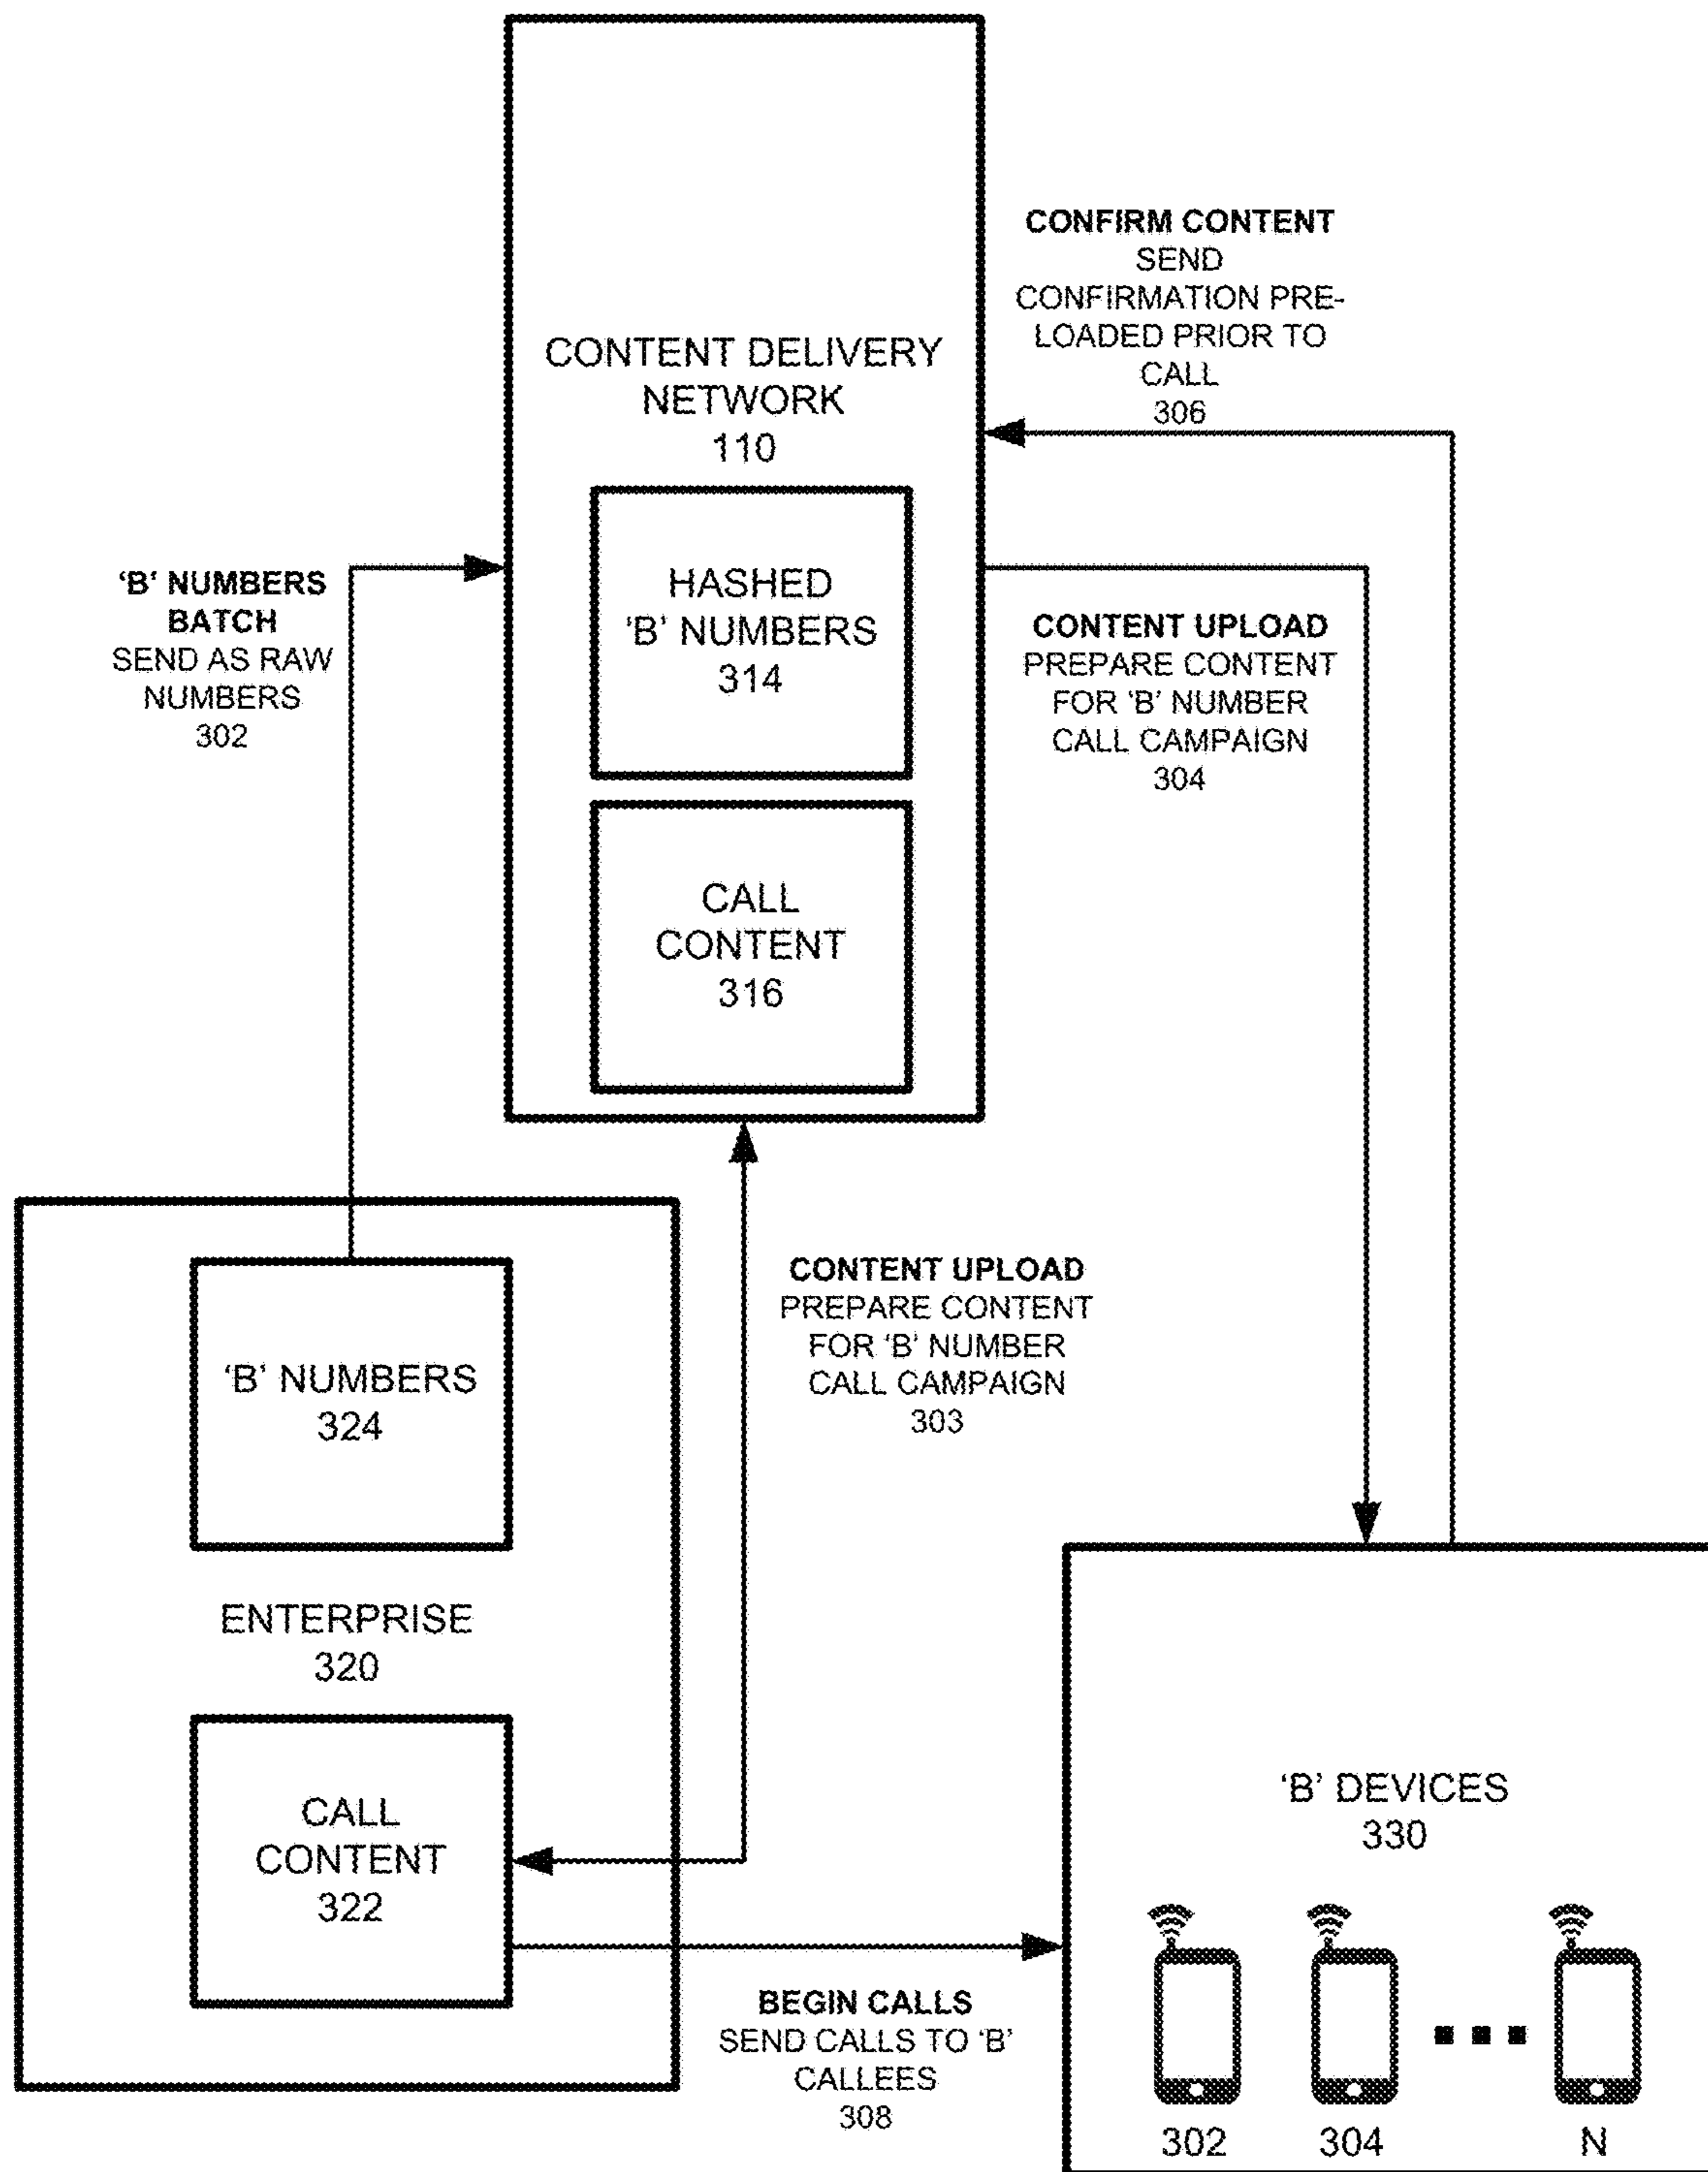 CONFIRM CONTENT
SEND
CONFIRMATION PRE-
LOADED PRIOR TO
CALL
306
CONTENT DELIVERY
NETWORK
110
HASHED
'B' NUMBERS
314
CALL
CONTENT
316
‘B’ NUMBERS
BATCH
SEND AS RAW
NUMBERS
302
CONTENT UPLOAD
PREPARE CONTENT
FOR ‘B’ NUMBER
CALL CAMPAIGN
304
CONTENT UPLOAD
PREPARE CONTENT
FOR ‘B’ NUMBER
CALL CAMPAIGN
303
‘B’ NUMBERS
324
ENTERPRISE
320
CALL
CONTENT
322
BEGIN CALLS
SEND CALLS TO ‘B’
CALLEES
308
‘B’ DEVICES
330
302
304
N